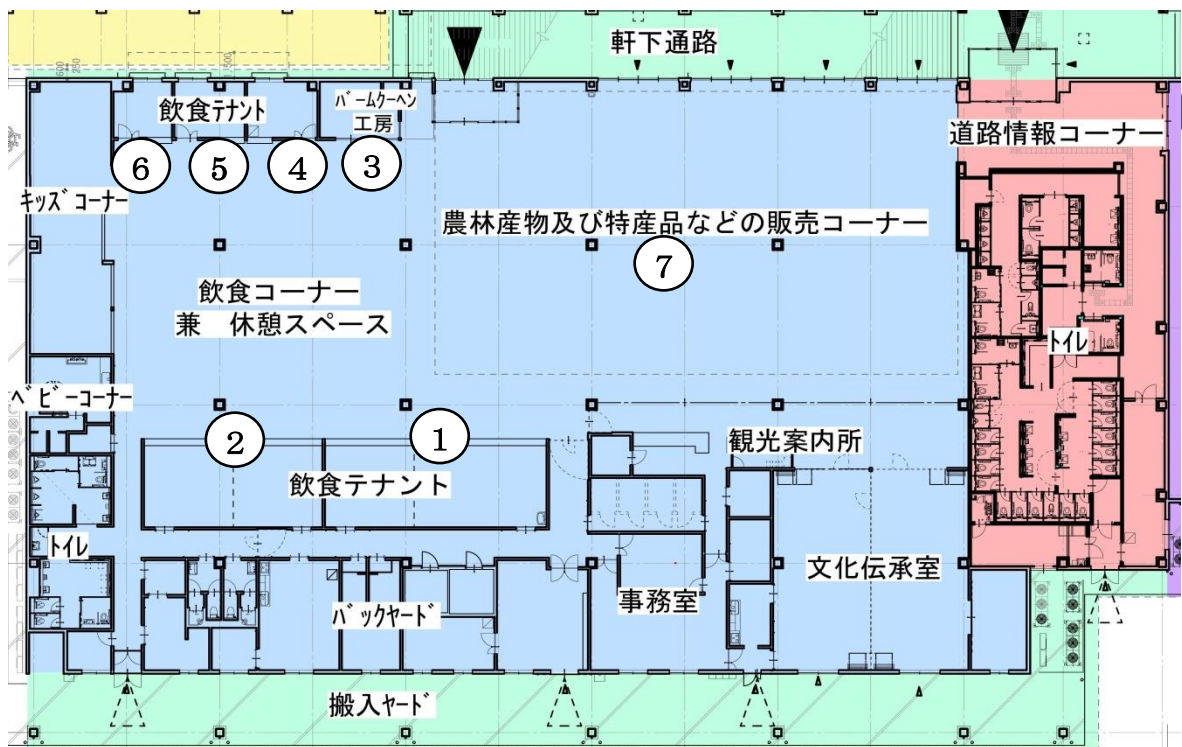 軒下通路
600
250
500
飲食テナント
バームクーヘン
工房
道路情報コーナー
⑥
⑤
④
③
キッズコーナー
農林産物及び特産品などの販売コーナー
⑦
飲食コーナー
兼 休憩スペース
トイレ
ベビーコーナー
②
①
観光案内所
飲食テナント
トイレ
文化伝承室
バックヤード
事務室
搬入ヤード